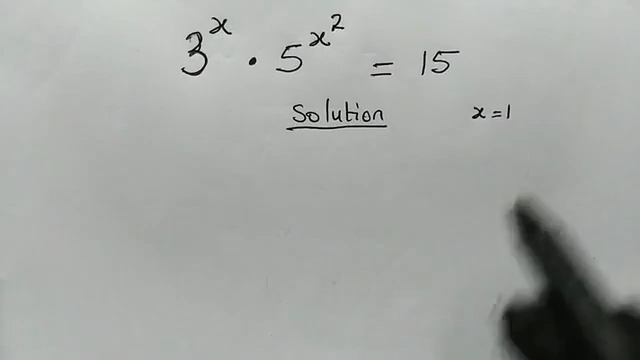 3^x · 5^x^2 = 15
Solution
x = 1